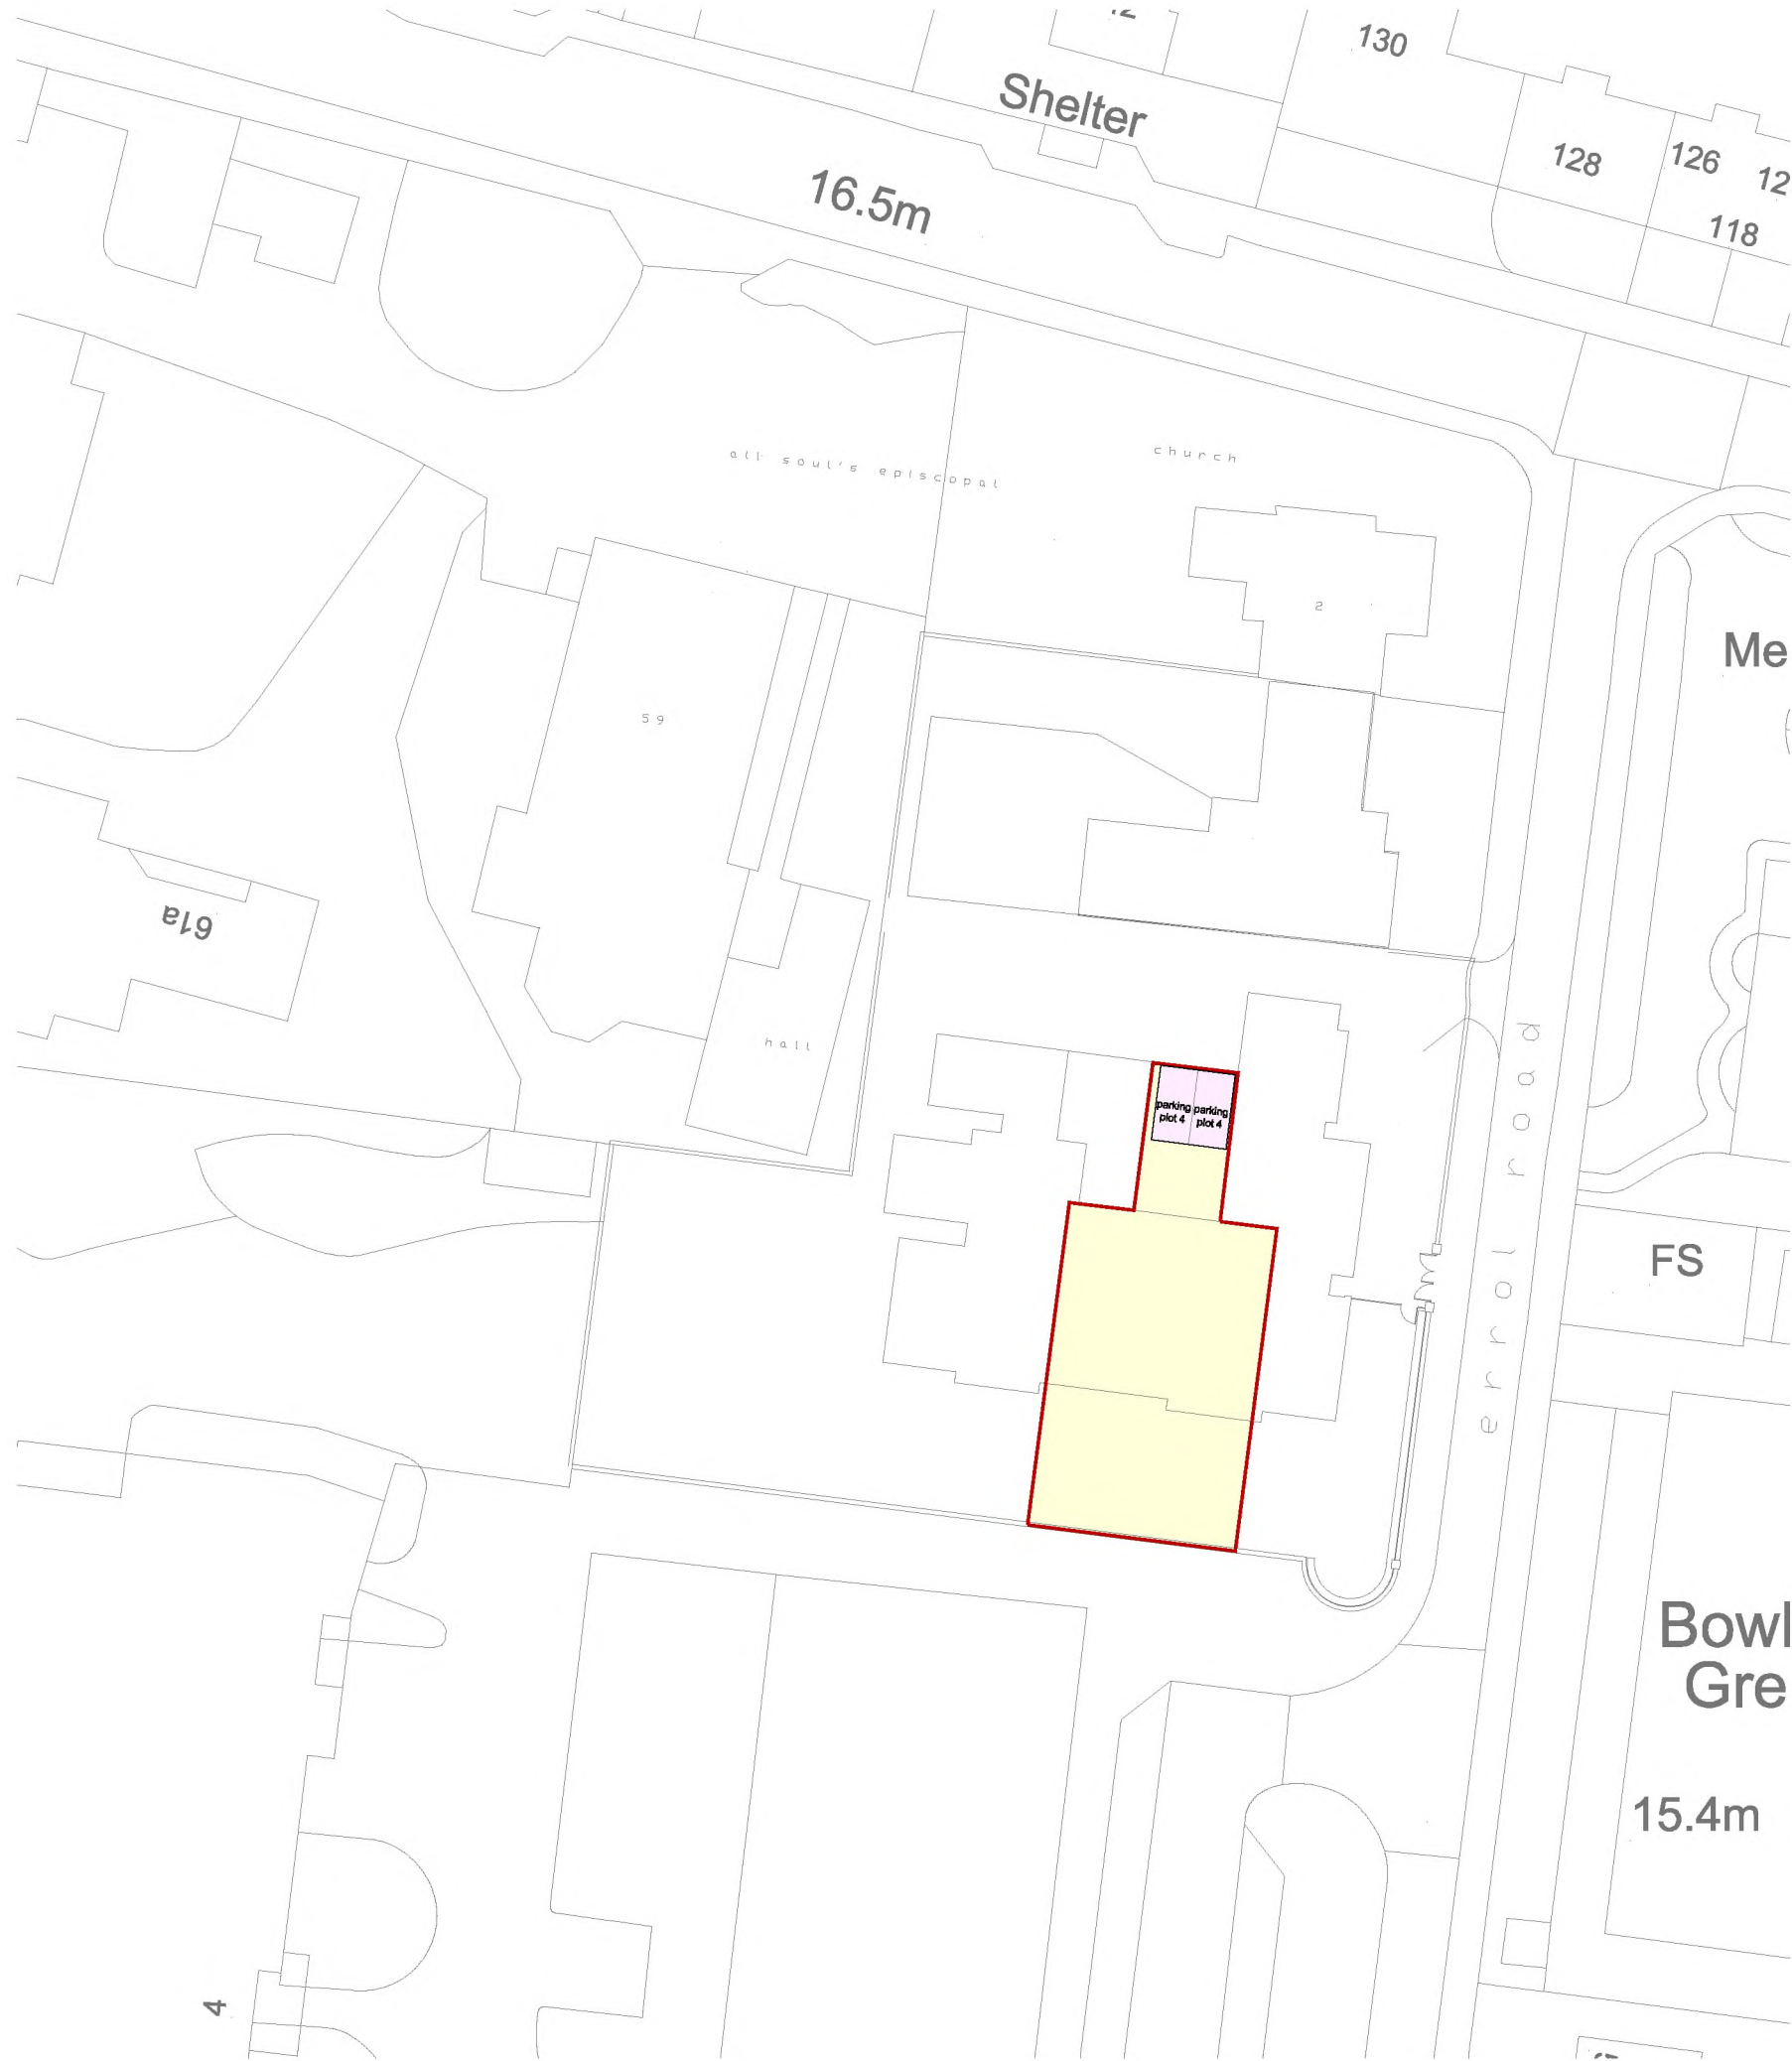 130
Shelter
128
126
16.5m
118
all soul's episcopal church
2
Me
59
61a
hall
errol road
parking
plot 4
parking
plot 4
FS
Bowl
Gre
15.4m
4